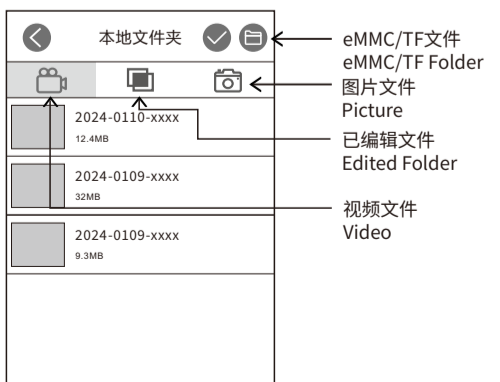 本地文件夹
eMMC/TF文件
eMMC/TF Folder
图片文件
Picture
已编辑文件
Edited Folder
视频文件
Video
2024-0110-xxxx
12.4MB
2024-0109-xxxx
32MB
2024-0109-xxxx
9.3MB